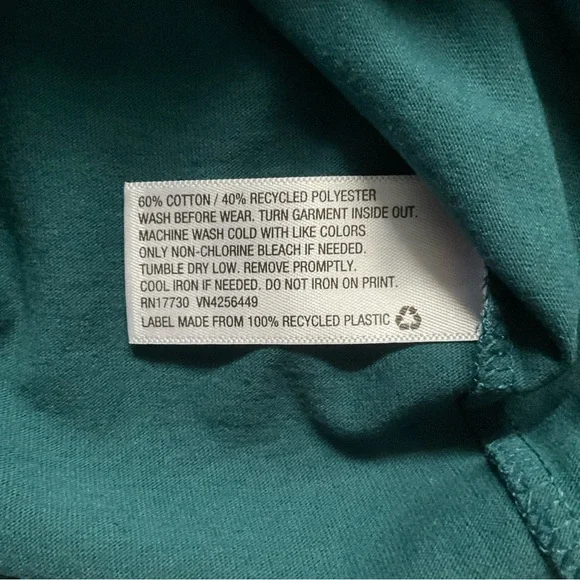 60% COTTON / 40% RECYCLED POLYESTER
WASH BEFORE WEAR. TURN GARMENT INSIDE OUT.
MACHINE WASH COLD WITH LIKE COLORS
ONLY NON-CHLORINE BLEACH IF NEEDED.
TUMBLE DRY LOW. REMOVE PROMPTLY.
COOL IRON IF NEEDED. DO NOT IRON ON PRINT.
RN17730 VN4256449
LABEL MADE FROM 100% RECYCLED PLASTIC